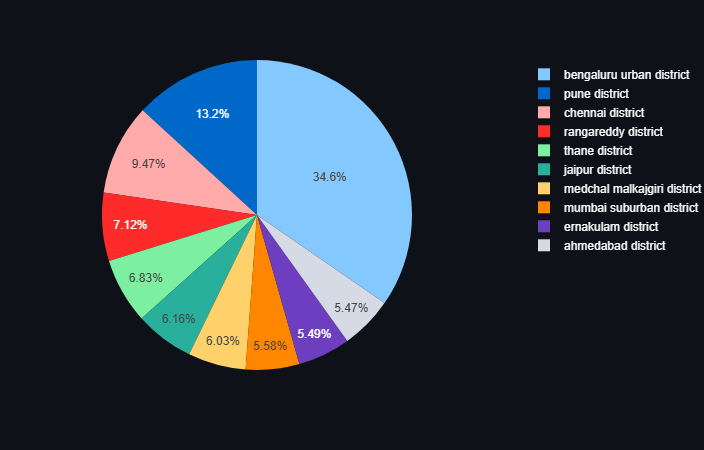 13.2%
34.6%
9.47%
7.12%
6.83%
6.16%
6.03%
5.58%
5.49%
5.47%
bengaluru urban district
pune district
chennai district
rangareddy district
thane district
jaipur district
medchal malkajgiri district
mumbai suburban district
ernakulam district
ahmedabad district